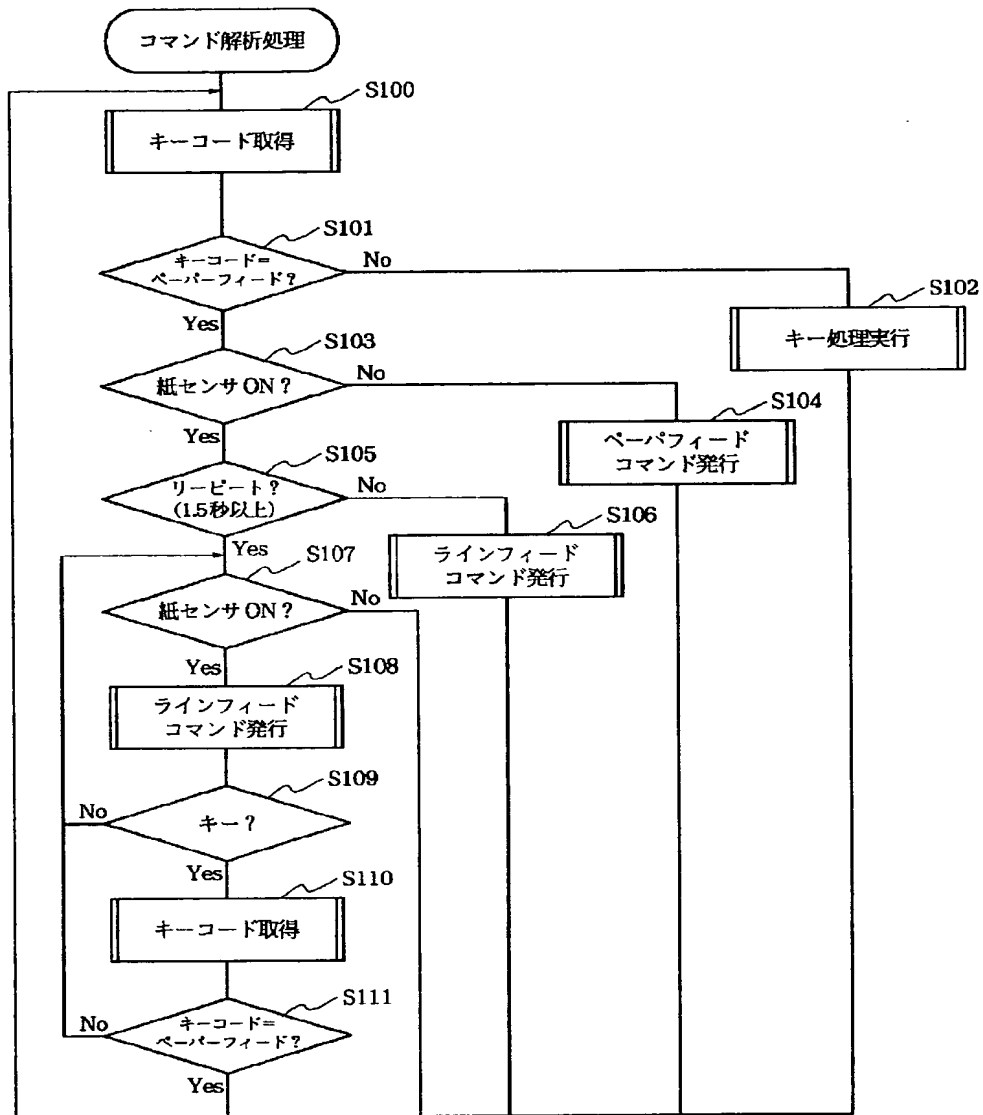 コマンド解析処理
S100
キーコード取得
S101
キーコード=
ペーパーフィード?
No
Yes
S102
キー処理実行
S103
紙センサON?
No
Yes
S104
ペーパフィード
コマンド発行
S105
リーピート?
(1.5秒以上)
No
Yes
S106
ラインフィード
コマンド発行
S107
紙センサON?
No
Yes
S108
ラインフィード
コマンド発行
S109
キー?
No
Yes
S110
キーコード取得
S111
キーコード=
ペーパーフィード?
No
Yes